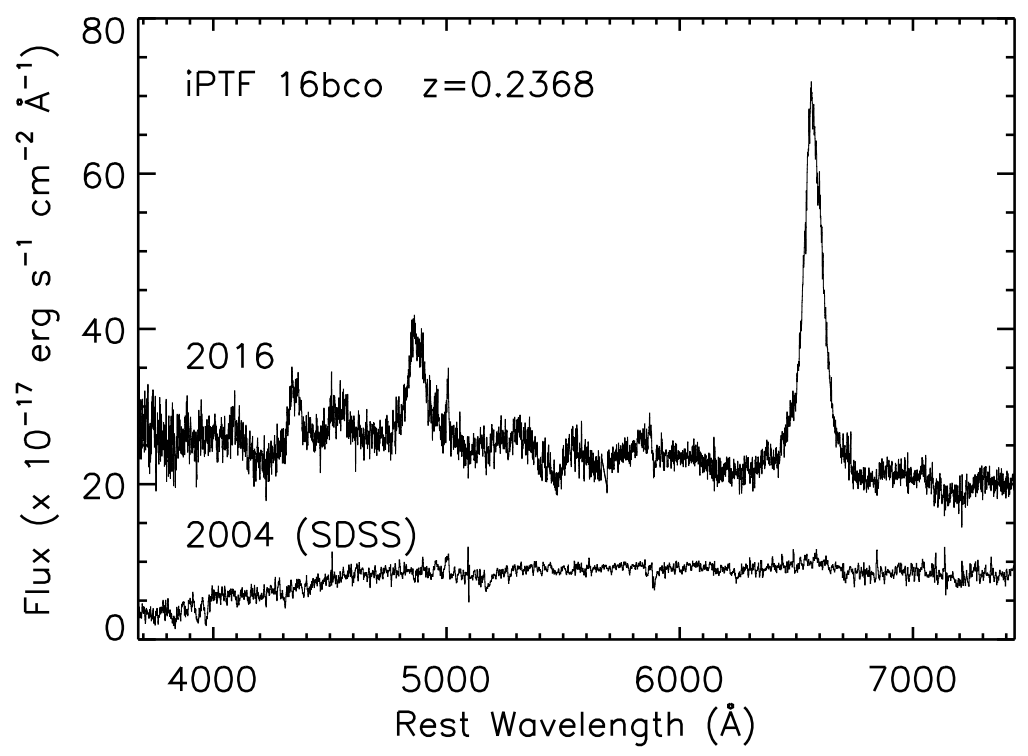 80
60
40
20
0
Flux (x 10⁻¹⁷ erg s⁻¹ cm⁻² Å⁻¹)
iPTF 16bco z=0.2368
2016
2004 (SDSS)
4000 5000 6000 7000
Rest Wavelength (Å)